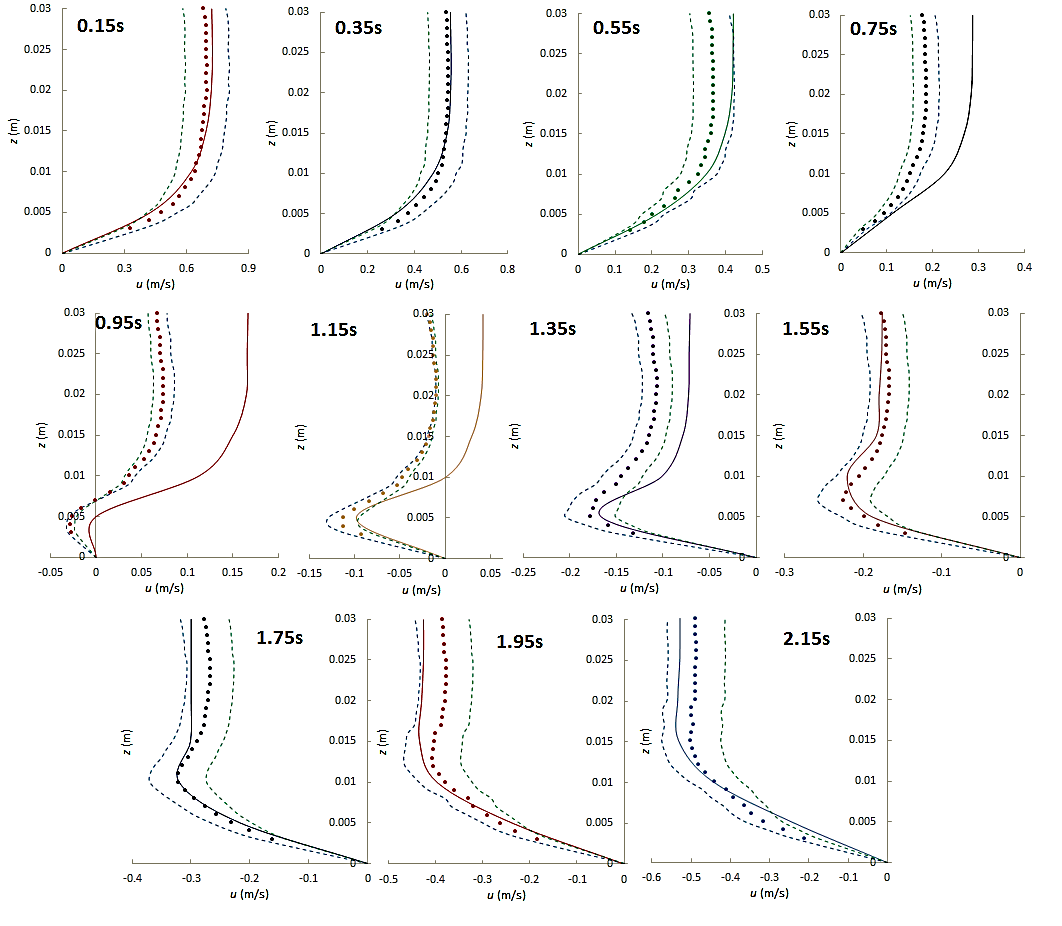 0.15s
0.03
0.025
0.02
0.015
0.01
0.005
0
z (m)
0 0.3 0.6 0.9
u (m/s)
0.35s
0.03
0.025
0.02
0.015
0.01
0.005
0
z (m)
0 0.2 0.4 0.6 0.8
u (m/s)
0.55s
0.03
0.025
0.02
0.015
0.01
0.005
0
z (m)
0 0.1 0.2 0.3 0.4 0.5
u (m/s)
0.75s
0.03
0.025
0.02
0.015
0.01
0.005
0
z (m)
0 0.1 0.2 0.3 0.4
u (m/s)
0.95s
0.03
0.025
0.02
0.015
0.01
0.005
0
z (m)
-0.05 0 0.05 0.1 0.15 0.2
u (m/s)
1.15s
0.03
0.025
0.02
0.015
0.01
0.005
0
z (m)
-0.15 -0.1 -0.05 0 0.05
u (m/s)
1.35s
0.03
0.025
0.02
0.015
0.01
0.005
0
z (m)
-0.25 -0.2 -0.15 -0.1 -0.05 0
u (m/s)
1.55s
0.03
0.025
0.02
0.015
0.01
0.005
0
z (m)
-0.3 -0.2 -0.1 0
u (m/s)
1.75s
0.03
0.025
0.02
0.015
0.01
0.005
0
z (m)
-0.4 -0.3 -0.2 -0.1 0
u (m/s)
1.95s
0.03
0.025
0.02
0.015
0.01
0.005
0
z (m)
-0.5 -0.4 -0.3 -0.2 -0.1 0
u (m/s)
2.15s
0.03
0.025
0.02
0.015
0.01
0.005
0
z (m)
-0.6 -0.5 -0.4 -0.3 -0.2 -0.1 0
u (m/s)